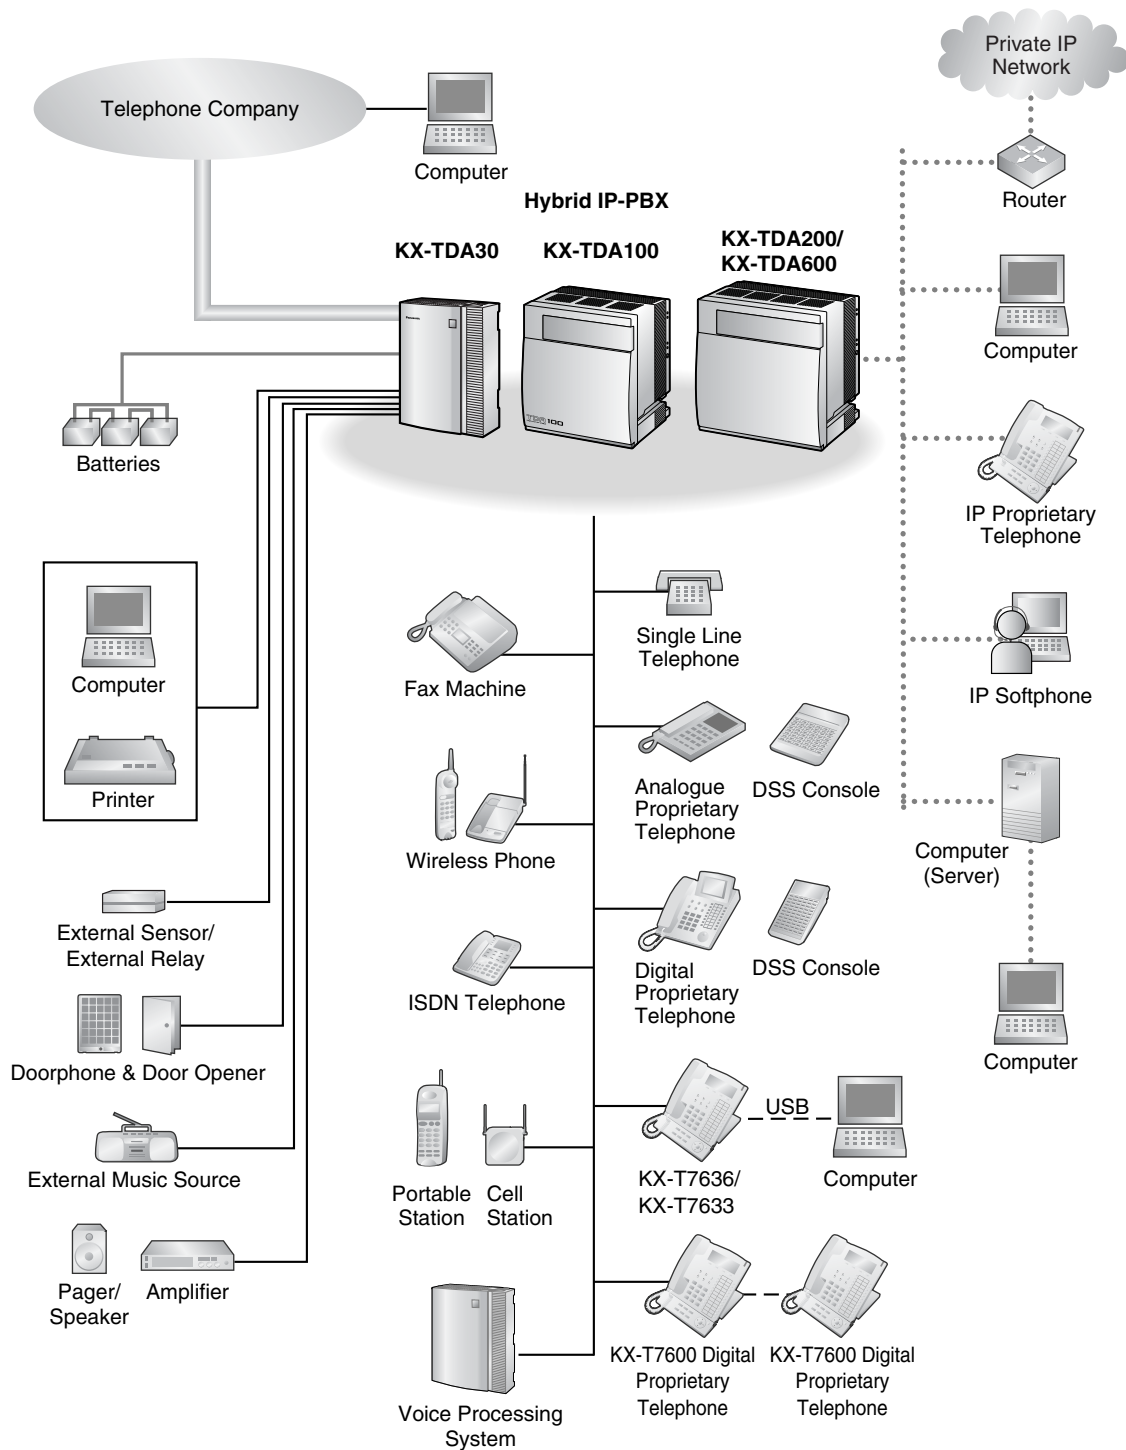 Private IP
Network
Telephone Company
Computer
Router
Hybrid IP-PBX
KX-TDA30
KX-TDA100
KX-TDA200/
KX-TDA600
Panasonic
TDA100
Computer
Batteries
IP Proprietary
Telephone
Computer
Printer
Fax Machine
Single Line
Telephone
IP Softphone
Analogue
Proprietary
Telephone
DSS Console
Wireless Phone
Computer
(Server)
External Sensor/
External Relay
ISDN Telephone
Digital
Proprietary
Telephone
DSS Console
Computer
Doorphone & Door Opener
USB
External Music Source
Portable
Station
Cell
Station
KX-T7636/
KX-T7633
Computer
Pager/
Speaker
Amplifier
KX-T7600 Digital
Proprietary
Telephone
KX-T7600 Digital
Proprietary
Telephone
Voice Processing
System